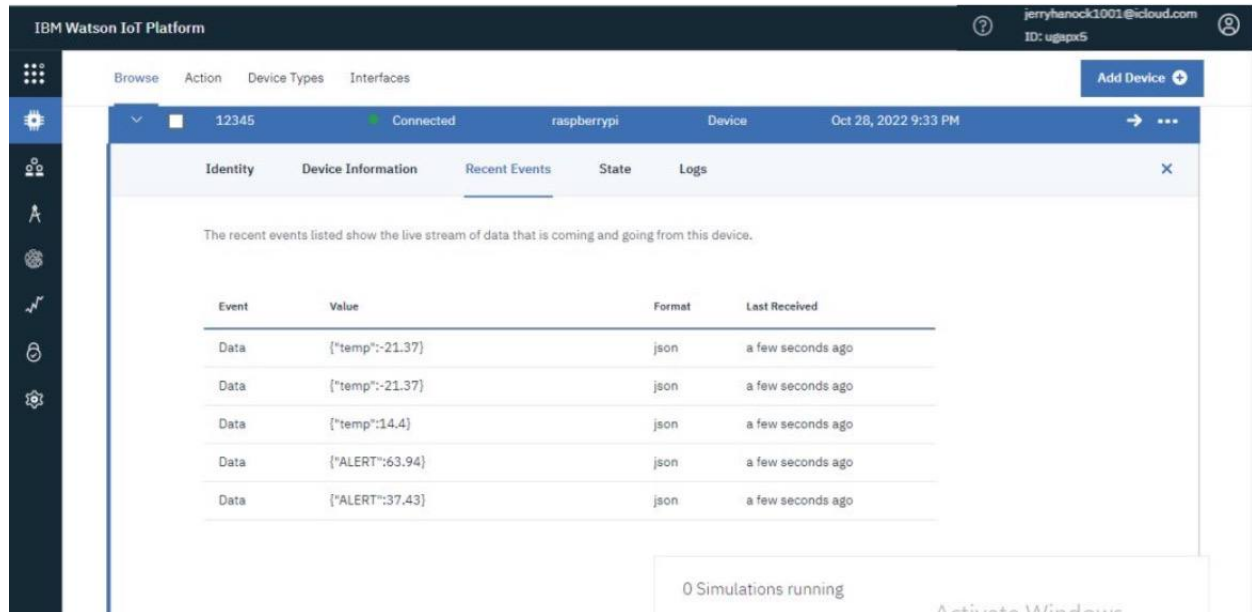 IBM Watson IoT Platform
jerryhanock1001@icloud.com
ID: ugapx5
Browse Action Device Types Interfaces Add Device
12345 Connected raspberrypi Device Oct 28, 2022 9:33 PM
Identity Device Information Recent Events State Logs
The recent events listed show the live stream of data that is coming and going from this device.
Event Value Format Last Received
Data {"temp":-21.37} json a few seconds ago
Data {"temp":-21.37} json a few seconds ago
Data {"temp":14.4} json a few seconds ago
Data {"ALERT":63.94} json a few seconds ago
Data {"ALERT":37.43} json a few seconds ago
0 Simulations running
Activate Windows